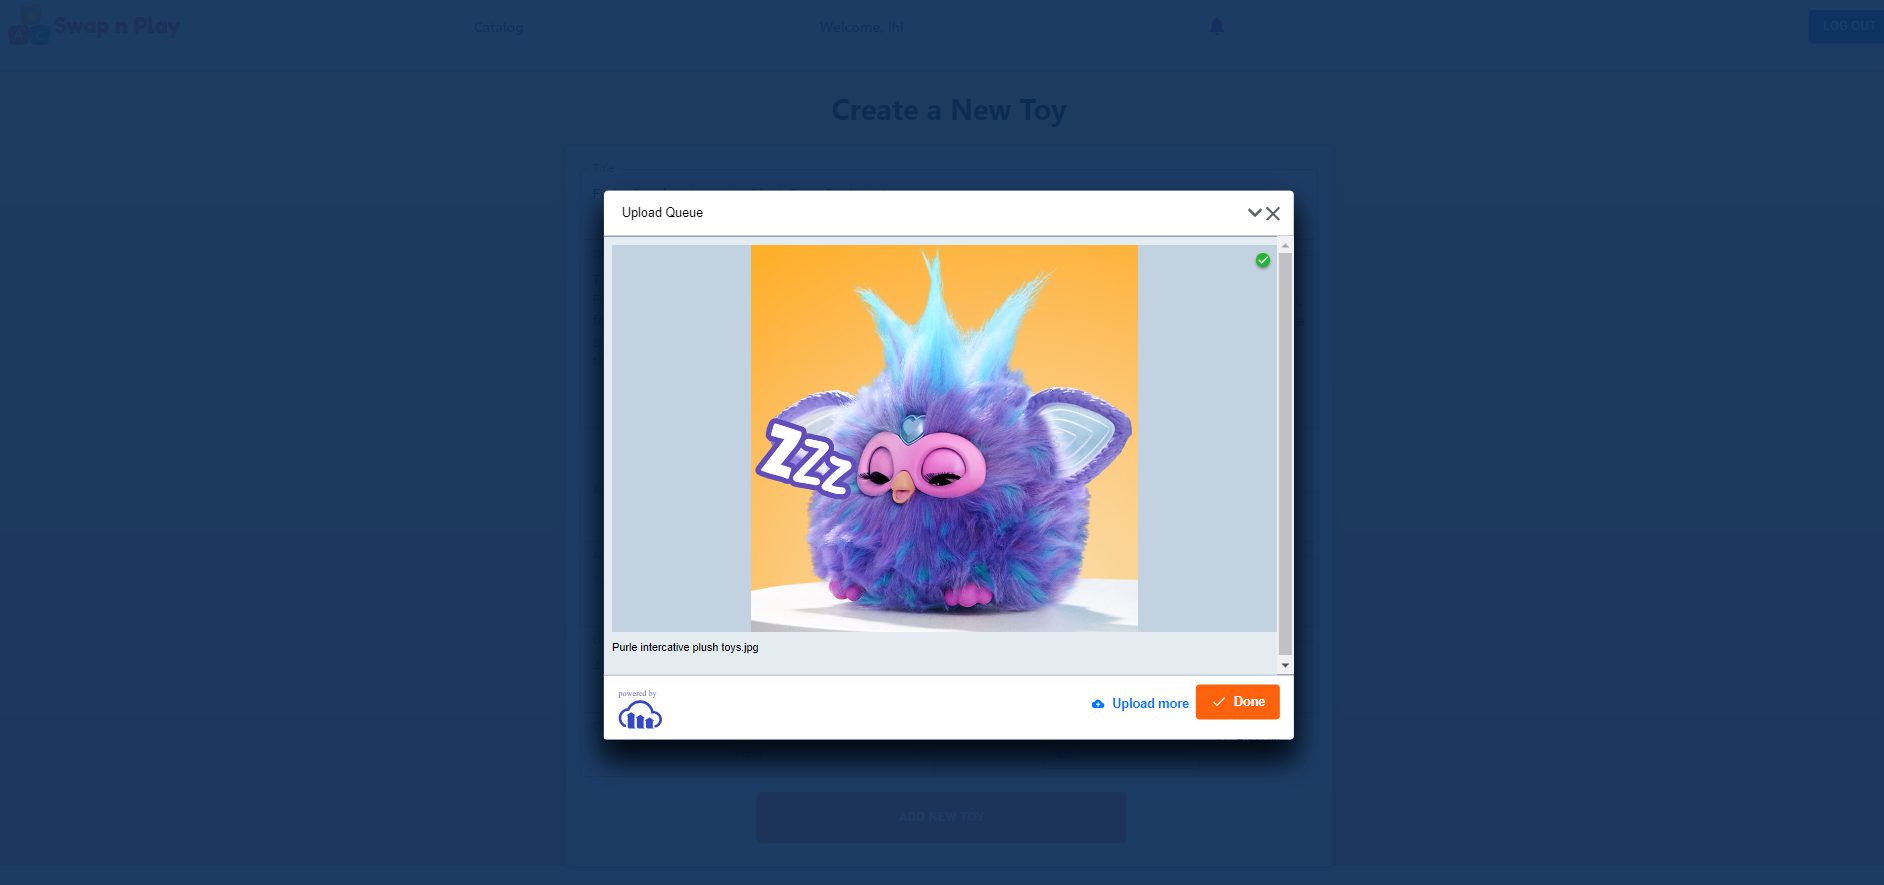 Swap n Play
Catalog
Welcome, lhl
LOG OUT
Create a New Toy
Title
Upload Queue
ZZZ
Purle intercative plush toys.jpg
powered by
Upload more
Done
ADD NEW TOY